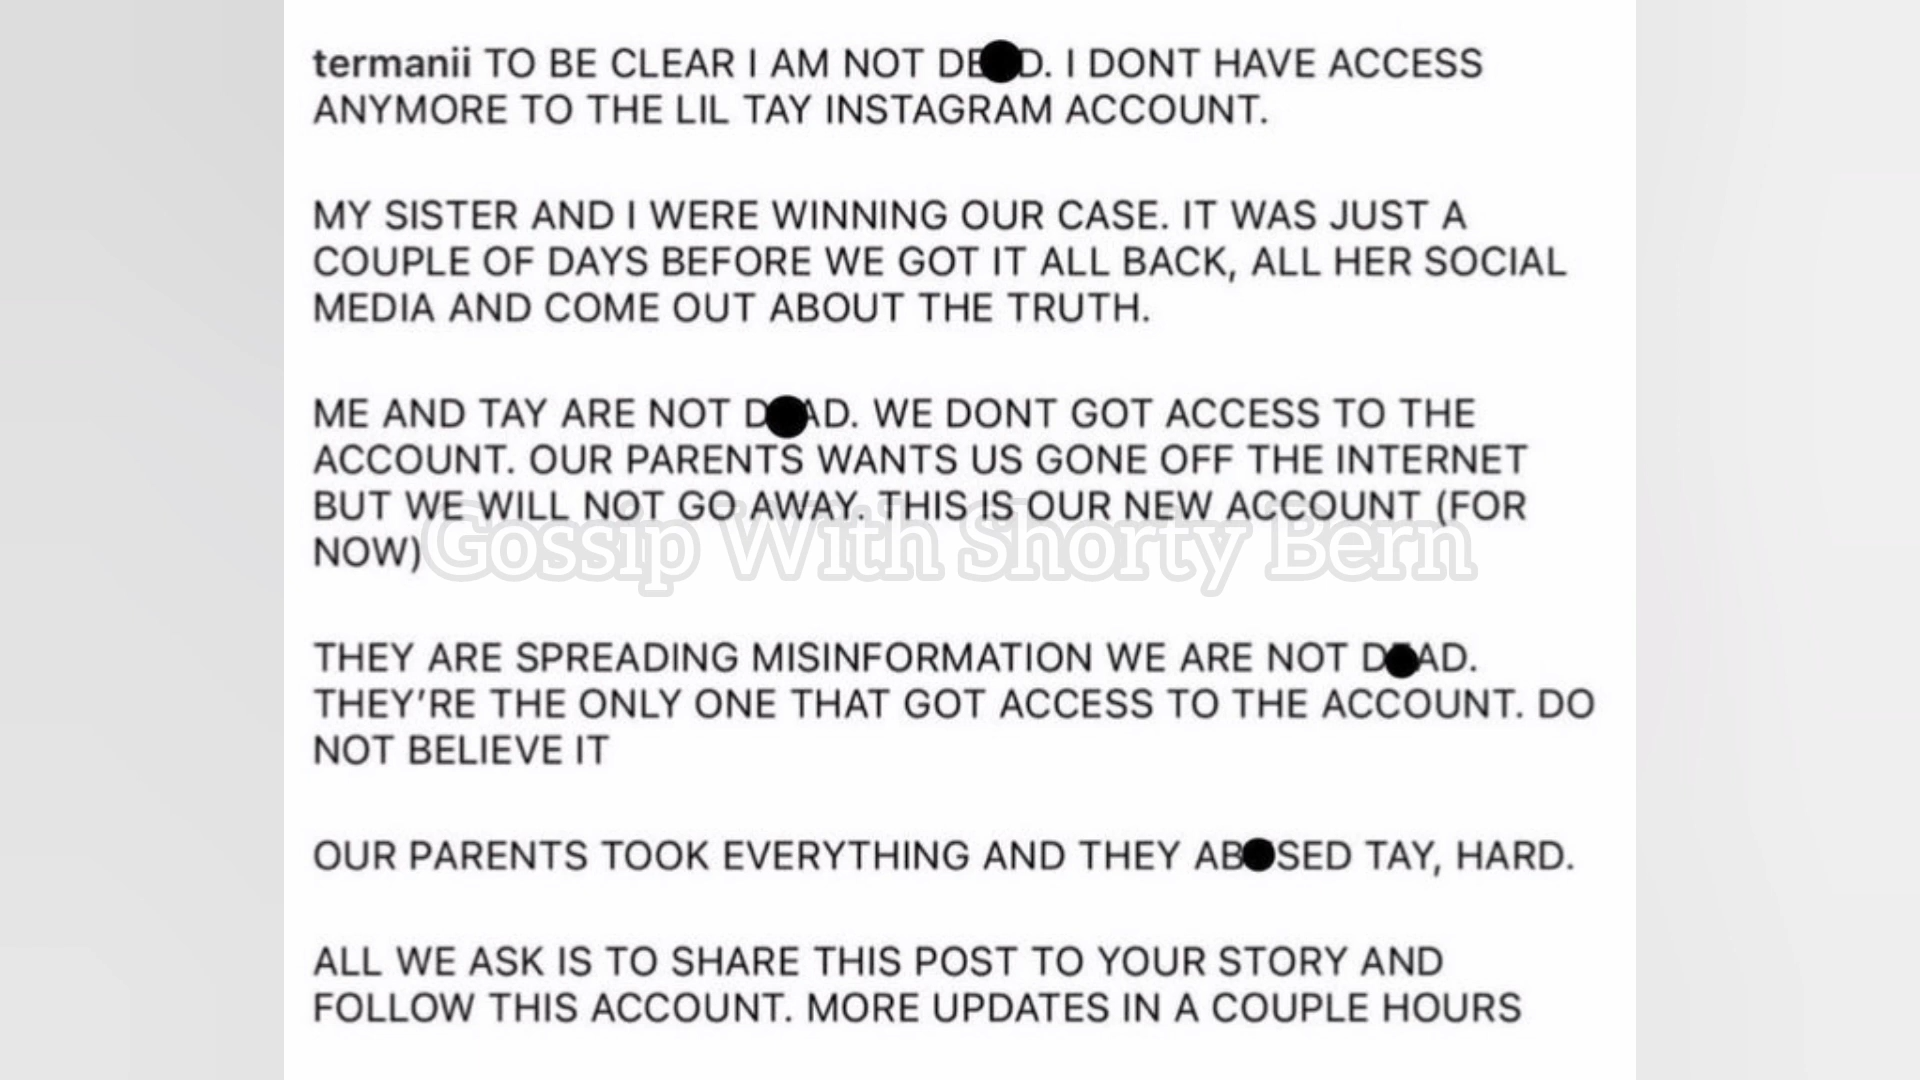 termanii TO BE CLEAR I AM NOT DE●D. I DONT HAVE ACCESS
ANYMORE TO THE LIL TAY INSTAGRAM ACCOUNT.
MY SISTER AND I WERE WINNING OUR CASE. IT WAS JUST A
COUPLE OF DAYS BEFORE WE GOT IT ALL BACK, ALL HER SOCIAL
MEDIA AND COME OUT ABOUT THE TRUTH.
ME AND TAY ARE NOT D●AD. WE DONT GOT ACCESS TO THE
ACCOUNT. OUR PARENTS WANTS US GONE OFF THE INTERNET
BUT WE WILL NOT GO AWAY. THIS IS OUR NEW ACCOUNT (FOR
NOW)
Gossip With Shorty Bern
THEY ARE SPREADING MISINFORMATION WE ARE NOT D●AD.
THEY’RE THE ONLY ONE THAT GOT ACCESS TO THE ACCOUNT. DO
NOT BELIEVE IT
OUR PARENTS TOOK EVERYTHING AND THEY AB●SED TAY, HARD.
ALL WE ASK IS TO SHARE THIS POST TO YOUR STORY AND
FOLLOW THIS ACCOUNT. MORE UPDATES IN A COUPLE HOURS